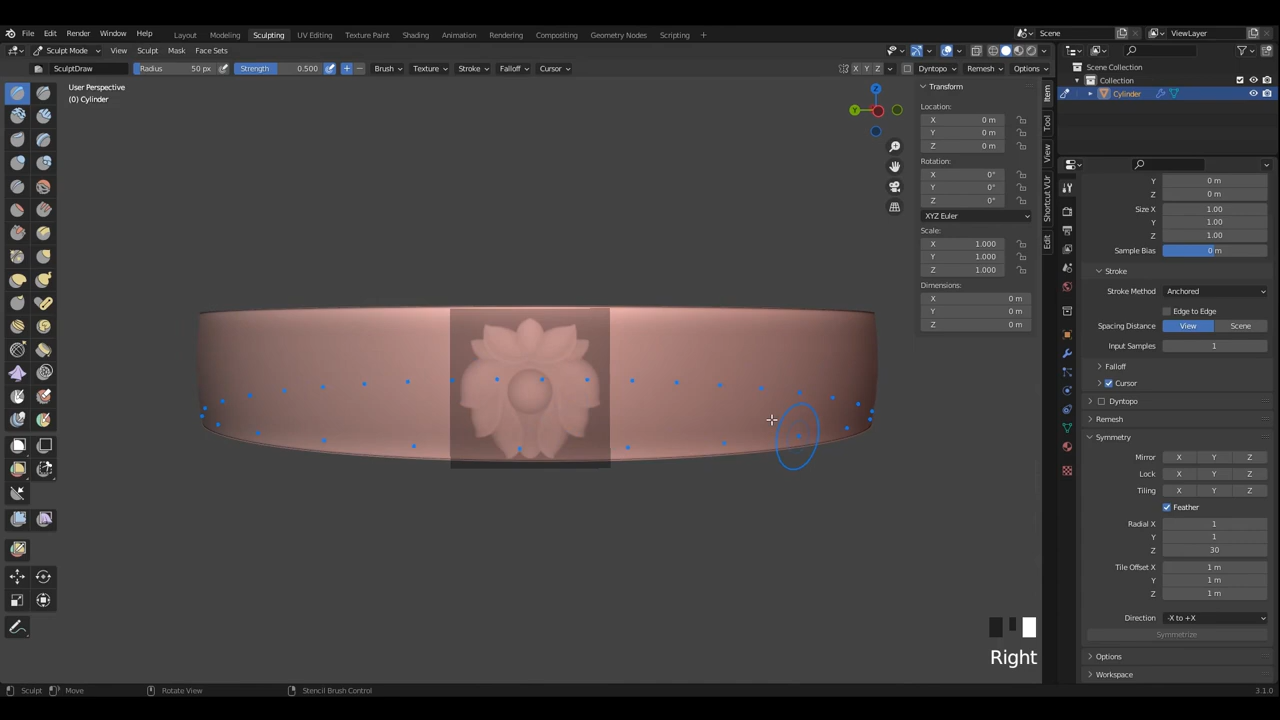 File Edit Render Window Help Layout Modeling Sculpting UV Editing Texture Paint Shading Animation Rendering Compositing Geometry Nodes Scripting + Scene ViewLayer
Sculpt Mode View Sculpt Mask Face Sets
SculptDraw Radius 50 px Strength 0.500 + − Brush Texture Stroke Falloff Cursor X Y Z Dyntopo Remesh Options
User Perspective
(0) Cylinder
Z
Y
Transform
Location:
X 0 m
Y 0 m
Z 0 m
Rotation:
X 0°
Y 0°
Z 0°
XYZ Euler
Scale:
X 1.000
Y 1.000
Z 1.000
Dimensions:
X 0 m
Y 0 m
Z 0 m
Item
Tool
View
Shortcut VUr
Edit
Scene Collection
Collection
Cylinder
Y 0 m
Z 0 m
Size X 1.00
Y 1.00
Z 1.00
Sample Bias 0 m
Stroke
Stroke Method Anchored
Edge to Edge
Spacing Distance View Scene
Input Samples 1
Falloff
Cursor
Dyntopo
Remesh
Symmetry
Mirror X Y Z
Lock X Y Z
Tiling X Y Z
Feather
Radial X 1
Y 1
Z 30
Tile Offset X 1 m
Y 1 m
Z 1 m
Direction -X to +X
Symmetrize
Options
Workspace
Right
Sculpt Move Rotate View Stencil Brush Control 3.1.0